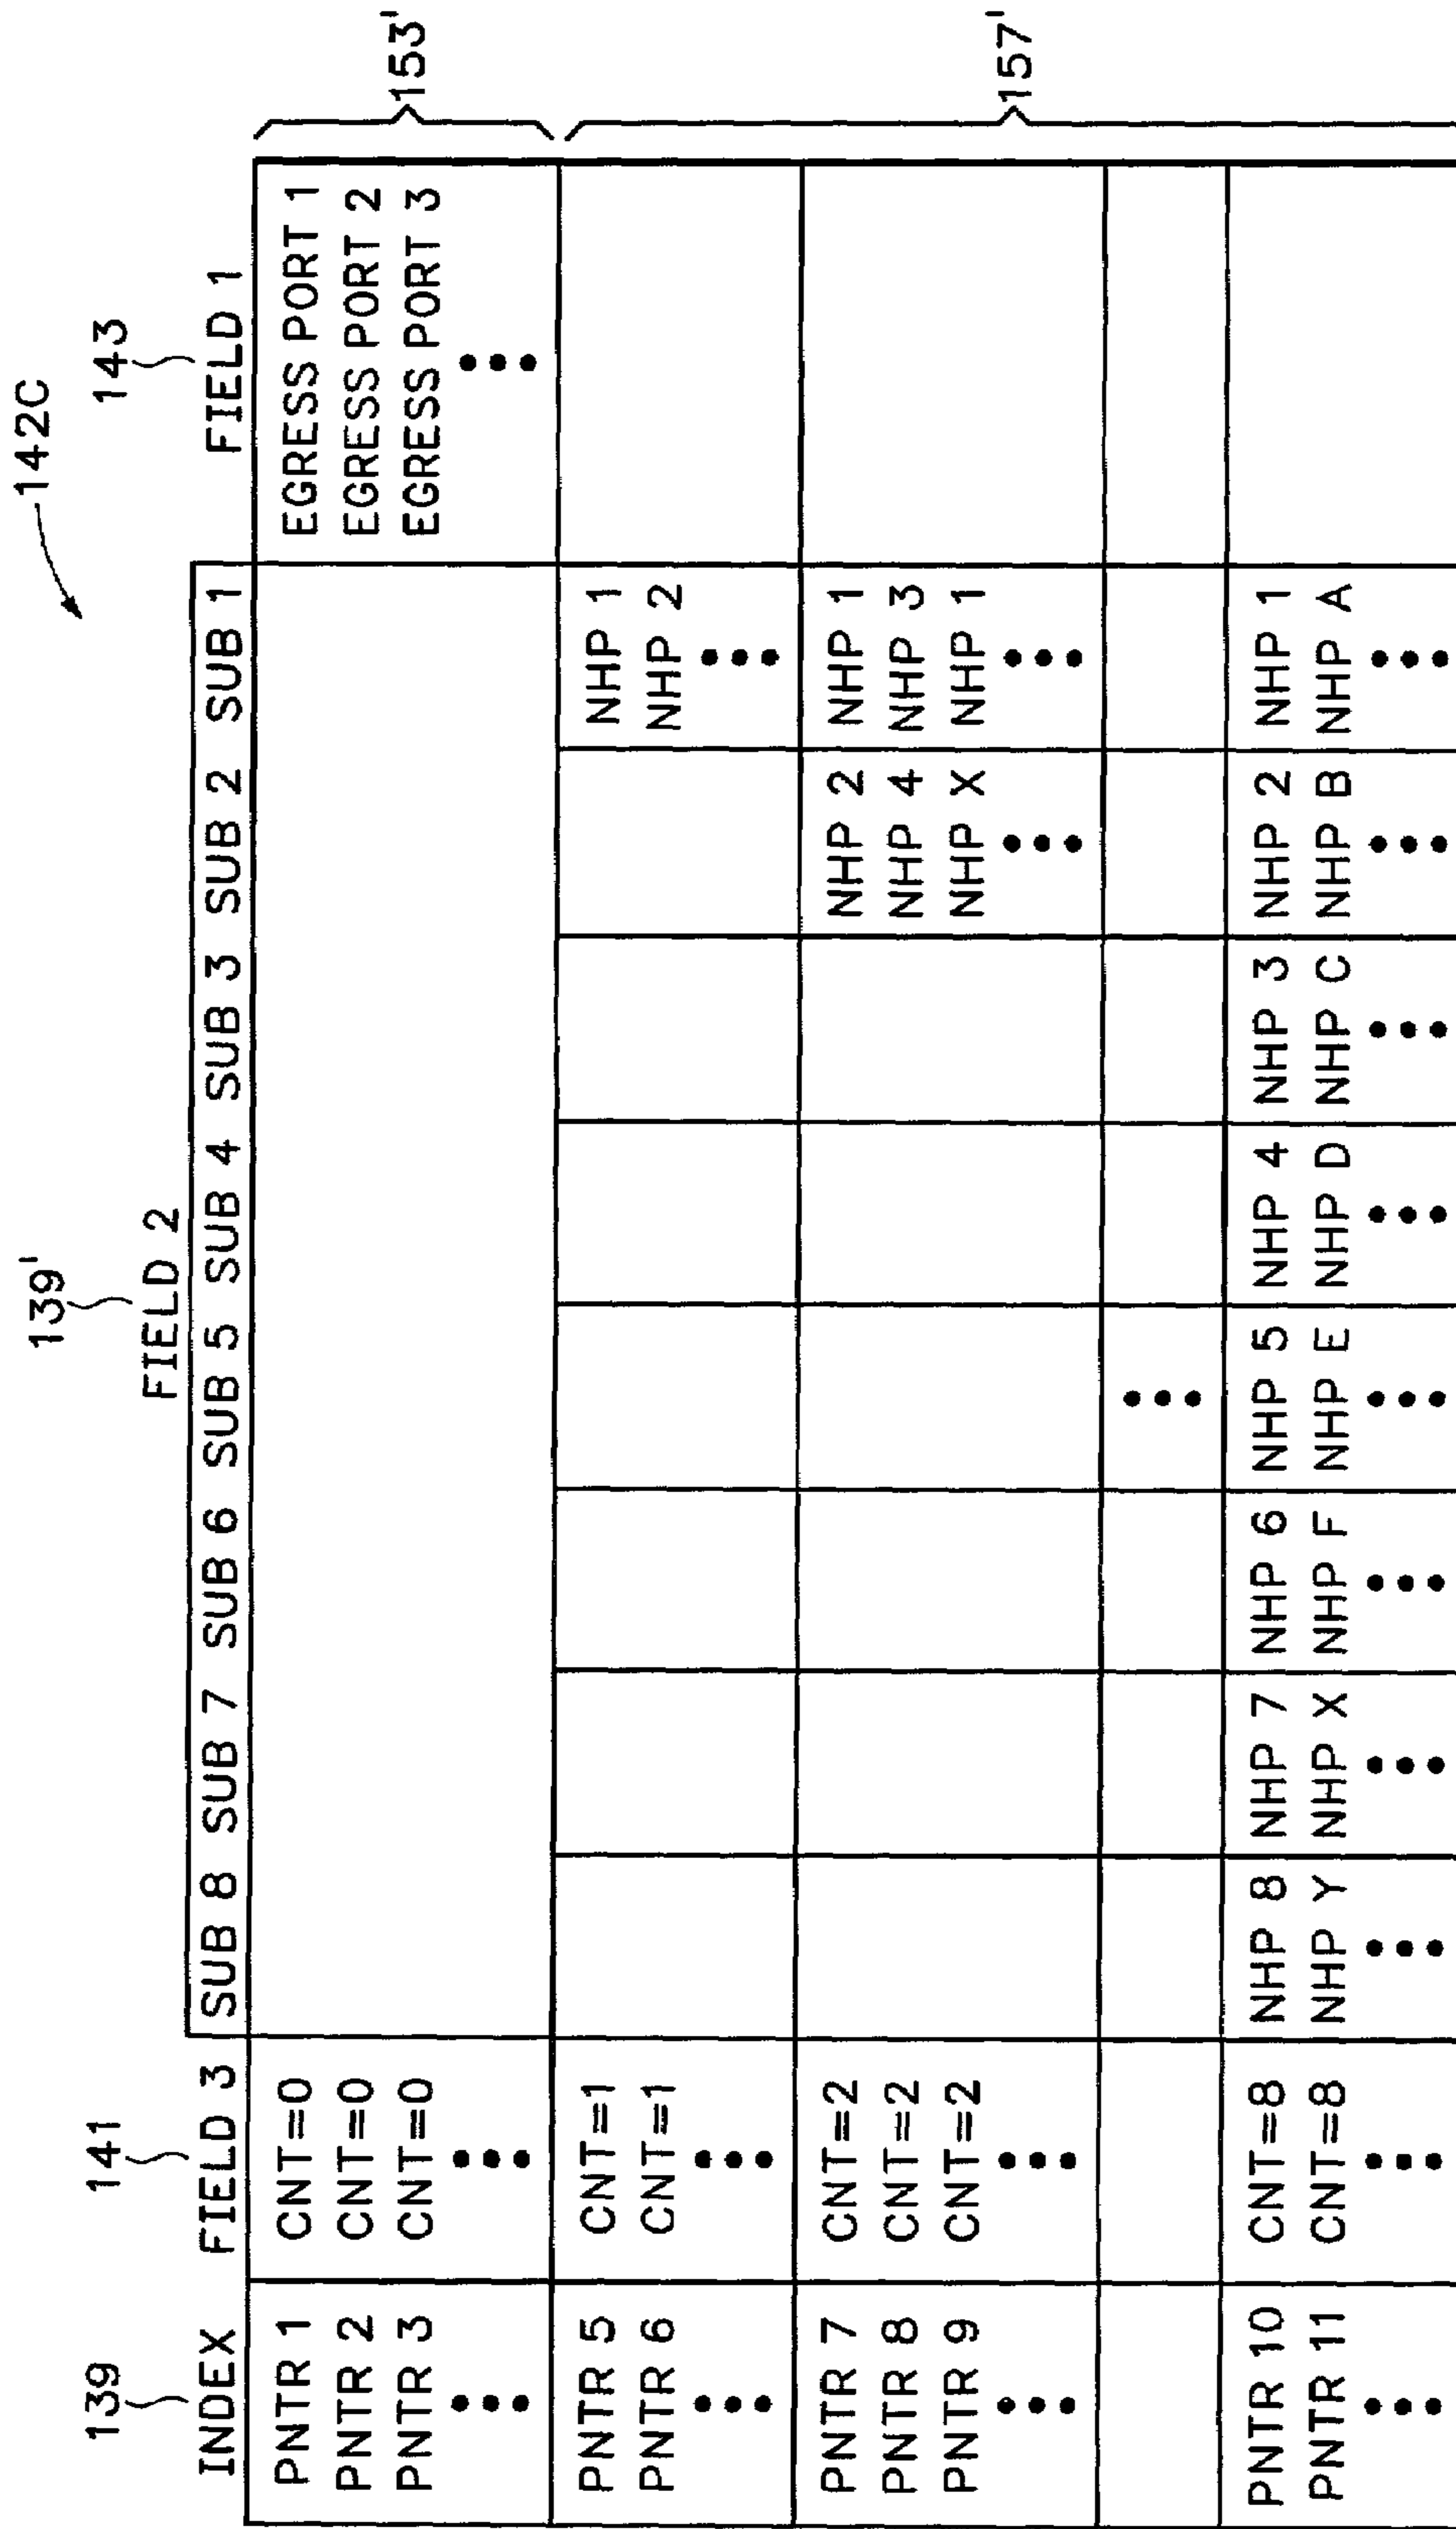 142C
139 141 139' 143
FIELD 2
INDEX FIELD 3 SUB 8 SUB 7 SUB 6 SUB 5 SUB 4 SUB 3 SUB 2 SUB 1 FIELD 1
PNTR 1 CNT=0 EGRESS PORT 1
PNTR 2 CNT=0 EGRESS PORT 2
PNTR 3 CNT=0 EGRESS PORT 3
153'
PNTR 5 CNT=1 NHP 1
PNTR 6 CNT=1 NHP 2
PNTR 7 CNT=2 NHP 2 NHP 1
PNTR 8 CNT=2 NHP 4 NHP 3
PNTR 9 CNT=2 NHP X NHP 1
157'
PNTR 10 CNT=8 NHP 8 NHP 7 NHP 6 NHP 5 NHP 4 NHP 3 NHP 2 NHP 1
PNTR 11 CNT=8 NHP Y NHP X NHP F NHP E NHP D NHP C NHP B NHP A